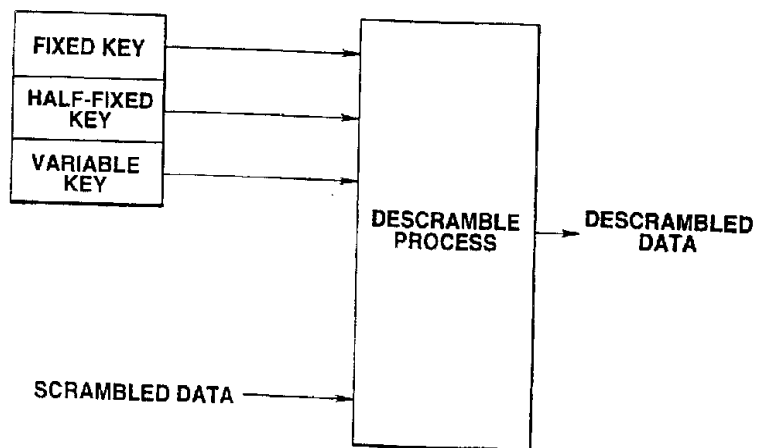 FIXED KEY
HALF-FIXED
KEY
VARIABLE
KEY
DESCRAMBLE
PROCESS
DESCRAMBLED
DATA
SCRAMBLED DATA